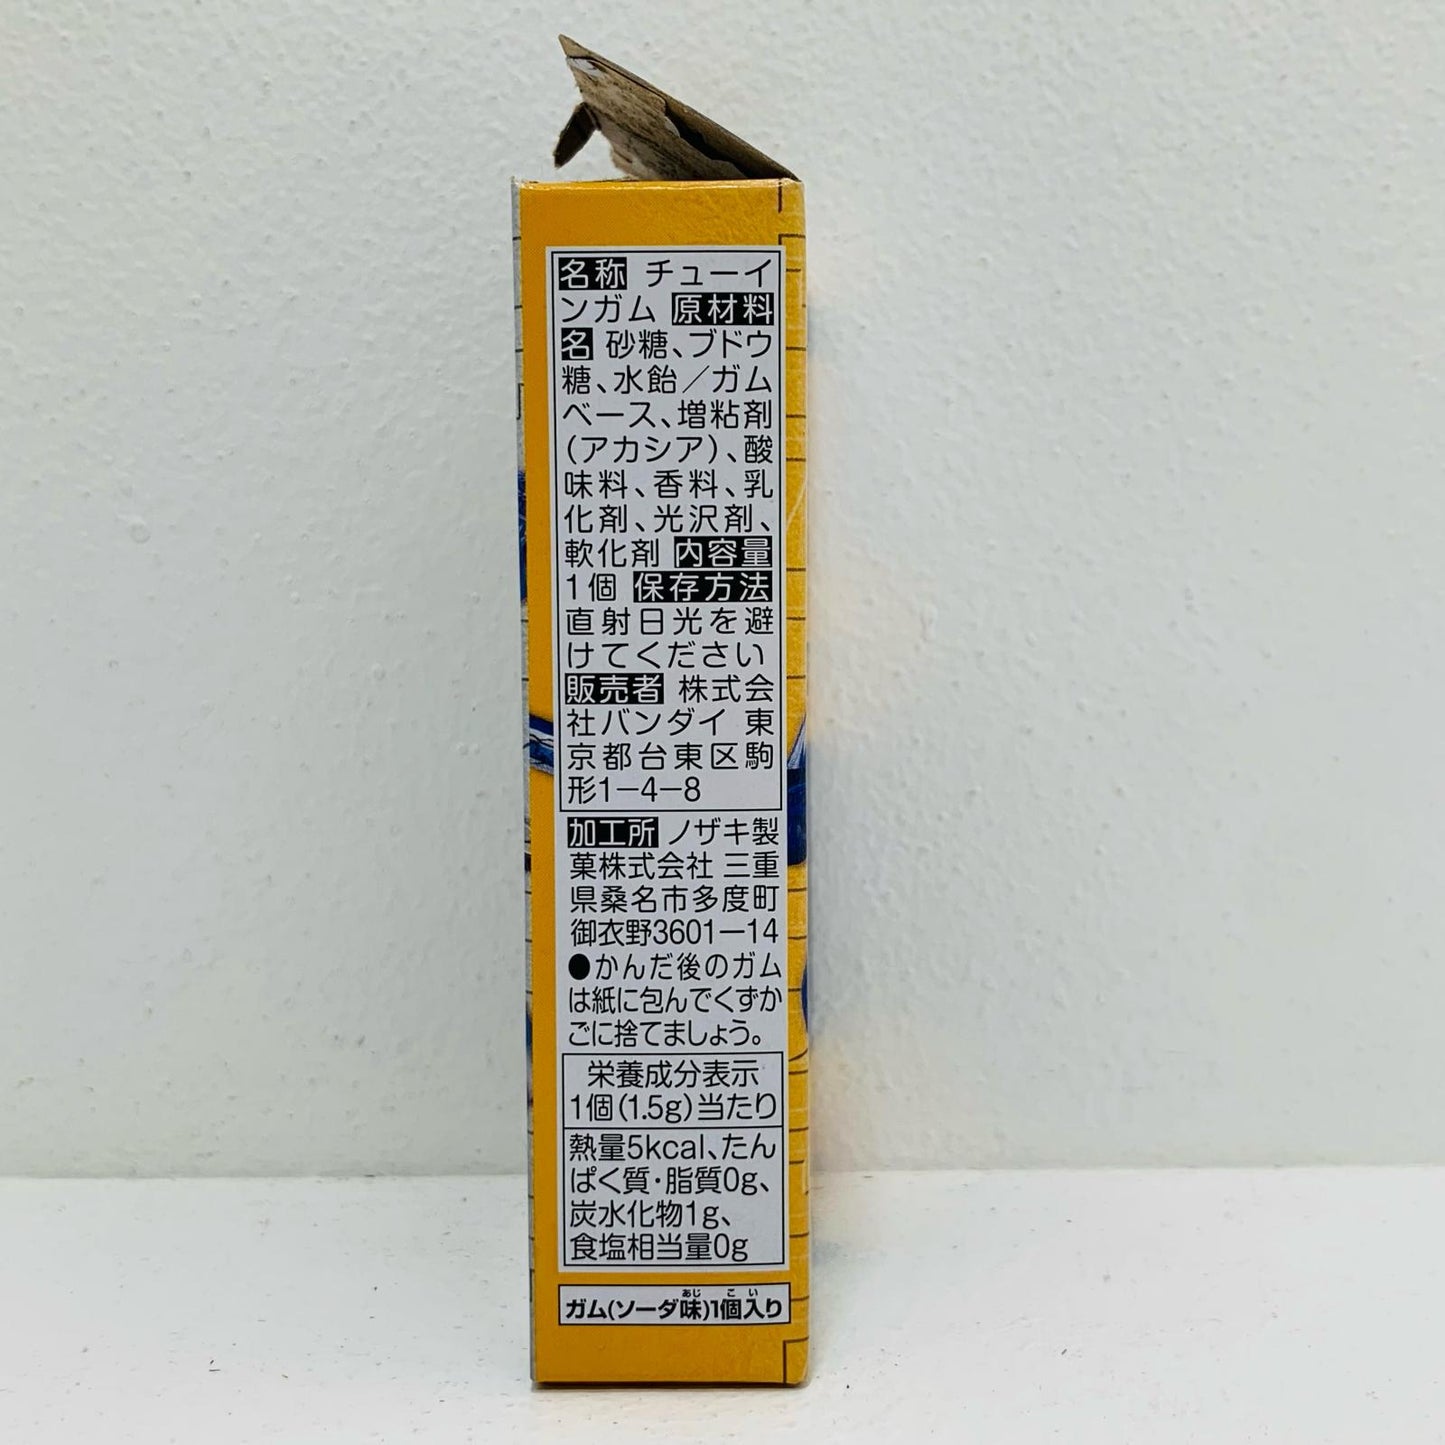 名称 チューイ
ンガム 原材料
名 砂糖、ブドウ
糖、水飴／ガム
ベース、増粘剤
（アカシア）、酸
味料、香料、乳
化剤、光沢剤、
軟化剤 内容量
1個 保存方法
直射日光を避
けてください
販売者 株式会
社バンダイ 東
京都台東区駒
形1－4－8
加工所 ノザキ製
菓株式会社 三重
県桑名市多度町
御衣野3601－14
●かんだ後のガム
は紙に包んでくずか
ごに捨てましょう。
栄養成分表示
1個(1.5g)当たり
熱量5kcal、たん
ぱく質・脂質0g、
炭水化物1g、
食塩相当量0g
あじ こ い
ガム(ソーダ味)1個入り